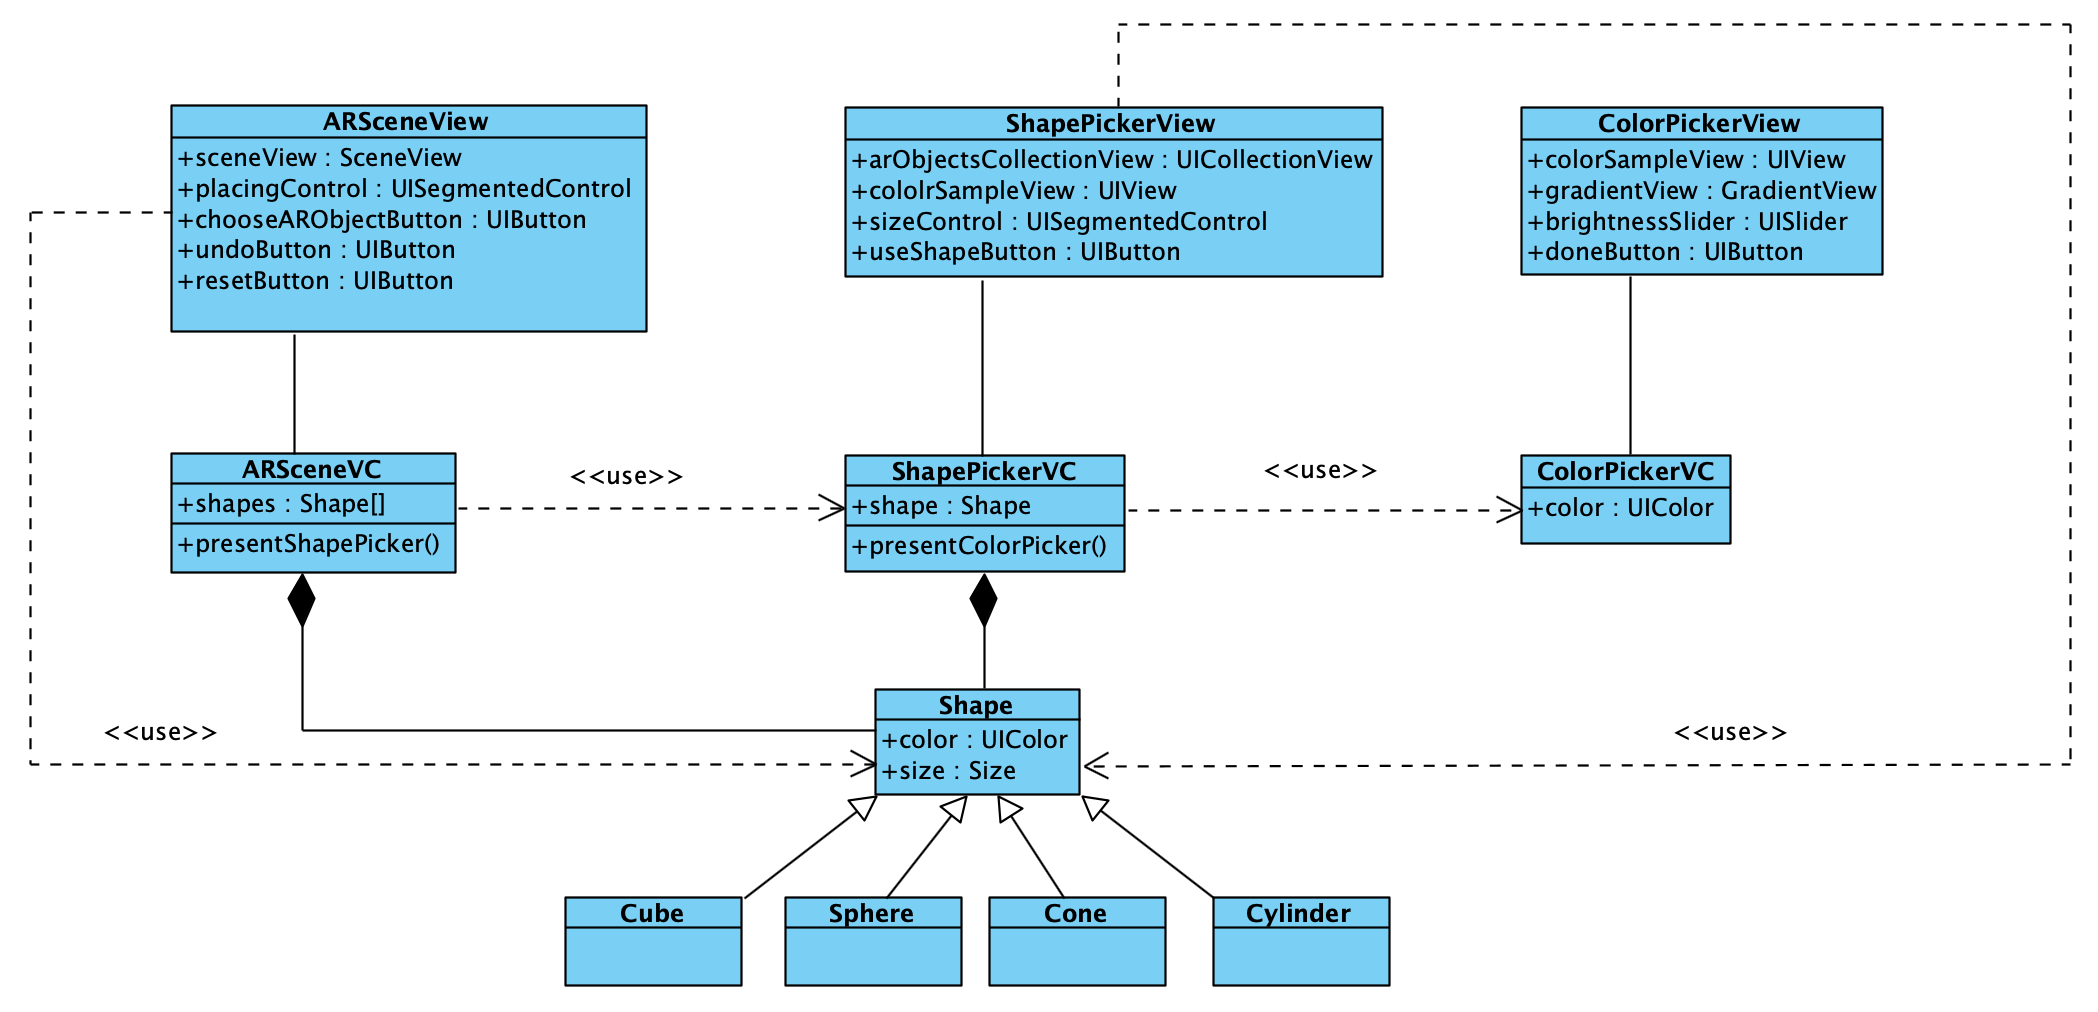 ARSceneView
+sceneView : SceneView
+placingControl : UISegmentedControl
+chooseARObjectButton : UIButton
+undoButton : UIButton
+resetButton : UIButton
ShapePickerView
+arObjectsCollectionView : UICollectionView
+cololrSampleView : UIView
+sizeControl : UISegmentedControl
+useShapeButton : UIButton
ColorPickerView
+colorSampleView : UIView
+gradientView : GradientView
+brightnessSlider : UISlider
+doneButton : UIButton
ARSceneVC
+shapes : Shape[]
+presentShapePicker()
<<use>>
ShapePickerVC
+shape : Shape
+presentColorPicker()
<<use>>
ColorPickerVC
+color : UIColor
<<use>>
Shape
+color : UIColor
+size : Size
<<use>>
Cube
Sphere
Cone
Cylinder